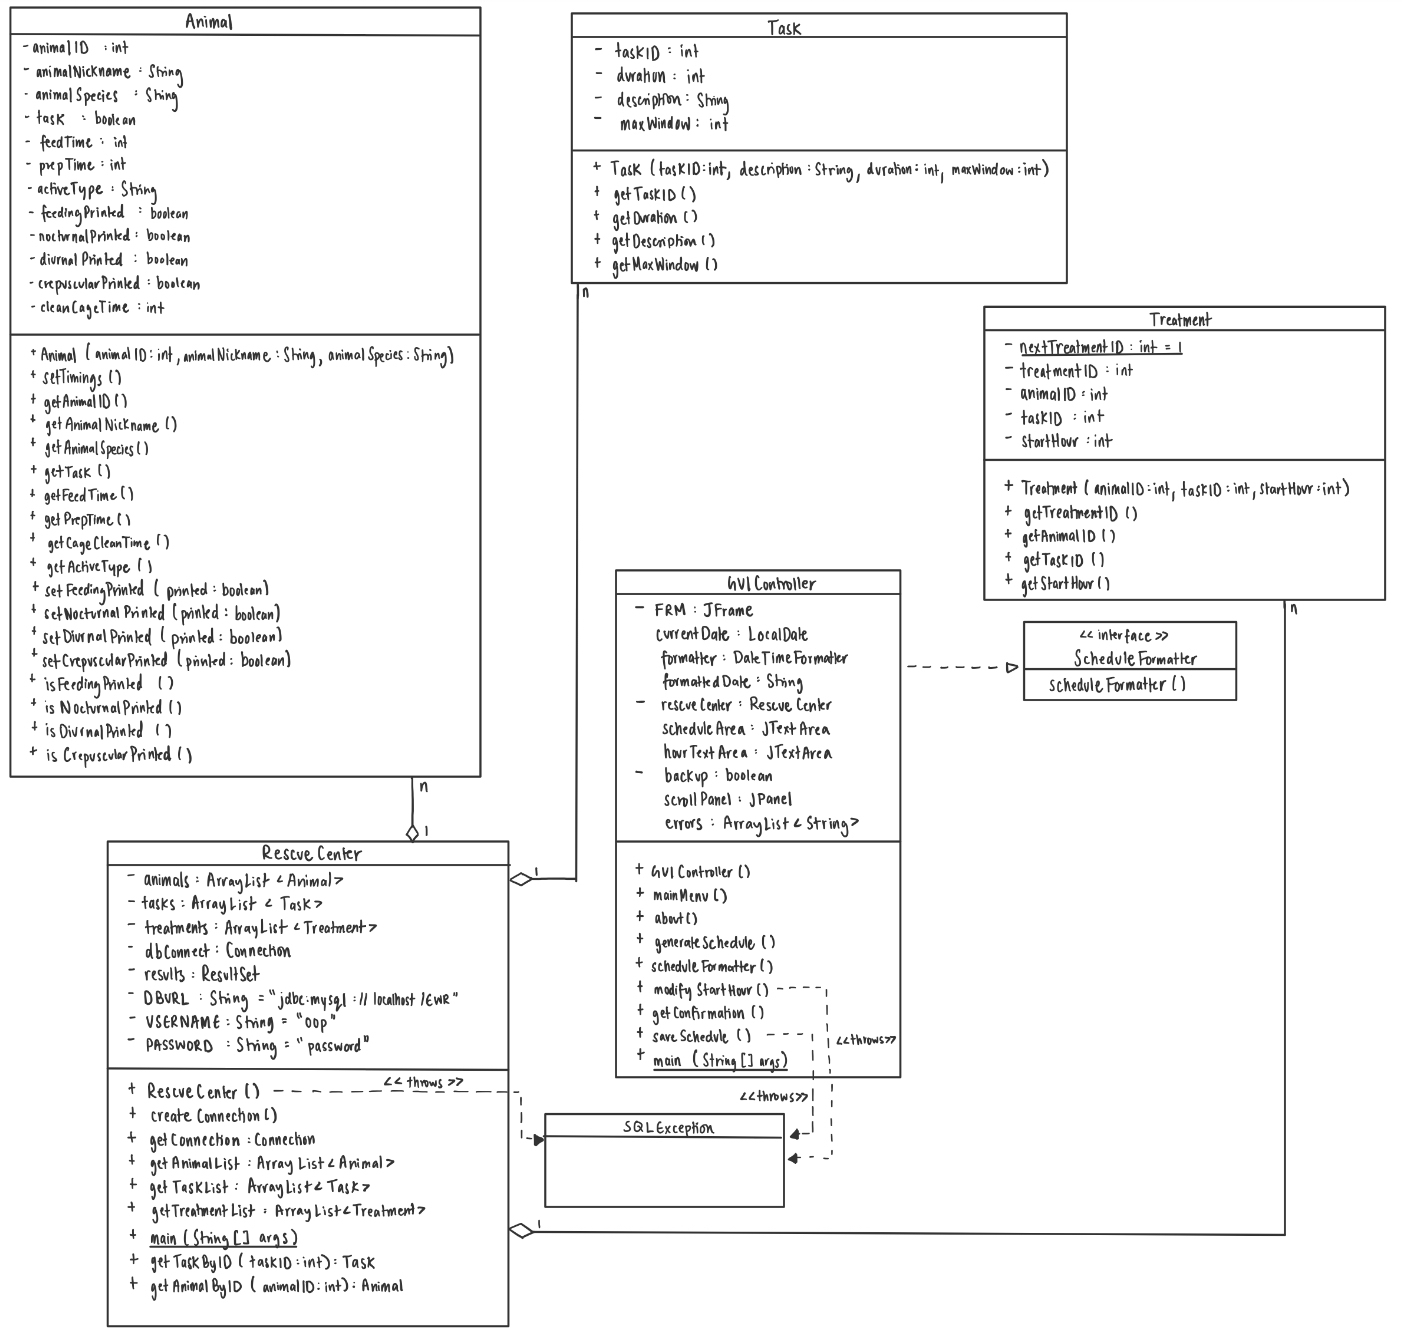 Animal
- animalID : int
- animalNickname : String
- animalSpecies : String
- task : boolean
- feedTime : int
- prepTime : int
- activeType : String
- feedingPrinted : boolean
- nocturnalPrinted : boolean
- diurnalPrinted : boolean
- crepuscularPrinted : boolean
- cleanCageTime : int
+ Animal (animalID : int, animalNickname : String, animalSpecies : String)
+ setTimings ()
+ getAnimalID ()
+ getAnimalNickname ()
+ getAnimalSpecies ()
+ getTask ()
+ getFeedTime ()
+ getPrepTime ()
+ getCageCleanTime ()
+ getActiveType ()
+ setFeedingPrinted ( printed : boolean)
+ setNocturnalPrinted (printed : boolean)
+ setDiurnalPrinted ( printed : boolean)
+ setCrepuscularPrinted (printed : boolean)
+ isFeedingPrinted ()
+ isNocturnalPrinted ()
+ isDiurnalPrinted ()
+ isCrepuscularPrinted ()
n
1
Task
- taskID : int
- duration : int
- description : String
- maxWindow : int
+ Task (taskID : int, description : String, duration : int, maxWindow : int)
+ getTaskID ()
+ getDuration ()
+ getDescription ()
+ getMaxWindow ()
n
1
Treatment
- nextTreatmentID : int = 1
- treatmentID : int
- animalID : int
- taskID : int
- startHour : int
+ Treatment ( animalID : int, taskID : int, startHour : int)
+ getTreatmentID ()
+ getAnimalID ()
+ getTaskID ()
+ getStartHour ()
n
<< interface >>
ScheduleFormatter
scheduleFormatter ()
GUIController
- FRM : JFrame
currentDate : LocalDate
formatter : DateTimeFormatter
formattedDate : String
- rescueCenter : RescueCenter
scheduleArea : JTextArea
hourTextArea : JTextArea
- backup : boolean
scrollPanel : JPanel
errors : ArrayList < String >
+ GUIController ()
+ mainMenu ()
+ about ()
+ generateSchedule ()
+ scheduleFormatter ()
+ modifyStartHour ()
+ getConfirmation ()
+ saveSchedule ()
+ main (String [] args)
<<throws>>
<<throws>>
RescueCenter
- animals : ArrayList < Animal >
- tasks : ArrayList < Task >
- treatments : ArrayList < Treatment >
- dbConnect : Connection
- results : ResultSet
- DBURL : String = "jdbc:mysql://localhost/EWR"
- USERNAME : String = "oop"
- PASSWORD : String = "password"
+ RescueCenter ()
<< throws >>
+ createConnection ()
+ getConnection : Connection
+ getAnimalList : ArrayList < Animal >
+ getTaskList : ArrayList < Task >
+ getTreatmentList : ArrayList < Treatment >
+ main (String [] args)
+ getTaskByID ( taskID : int) : Task
+ getAnimalByID ( animalID : int) : Animal
1
SQLException